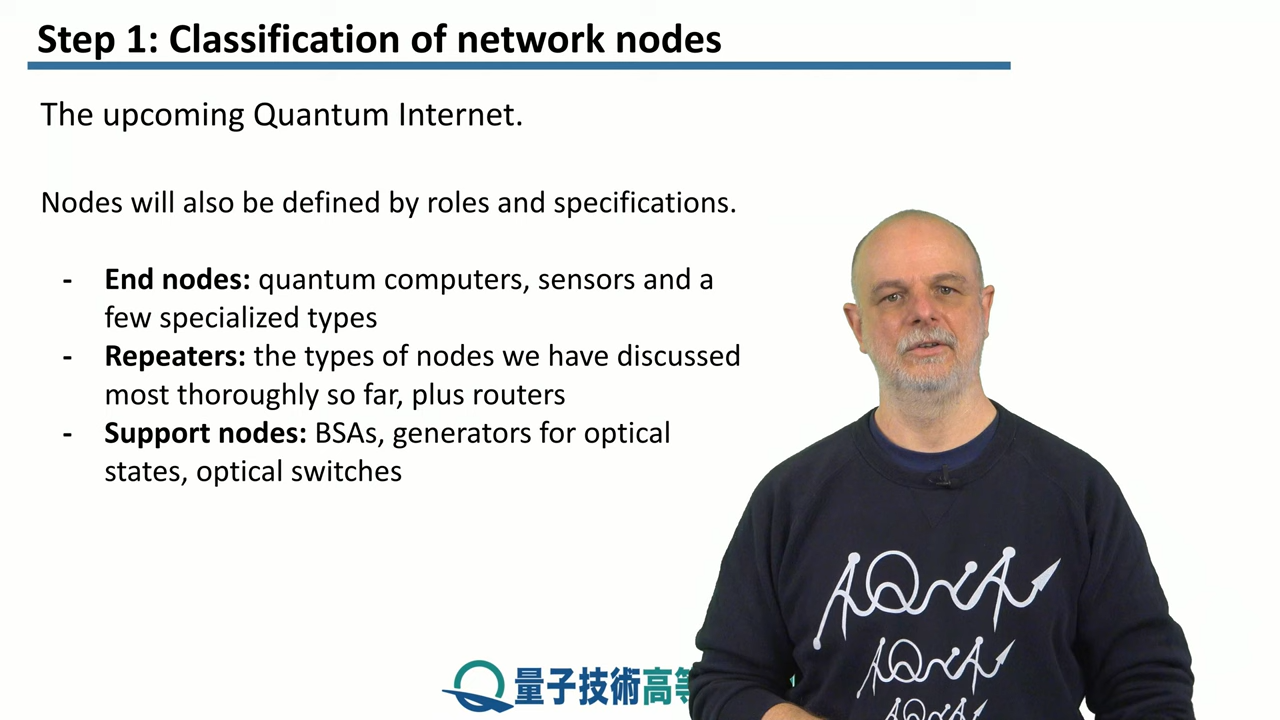 Step 1: Classification of network nodes
The upcoming Quantum Internet.
Nodes will also be defined by roles and specifications.
- End nodes: quantum computers, sensors and a
few specialized types
- Repeaters: the types of nodes we have discussed
most thoroughly so far, plus routers
- Support nodes: BSAs, generators for optical
states, optical switches
AQUA
AQUA
AQUA
量子技術高等